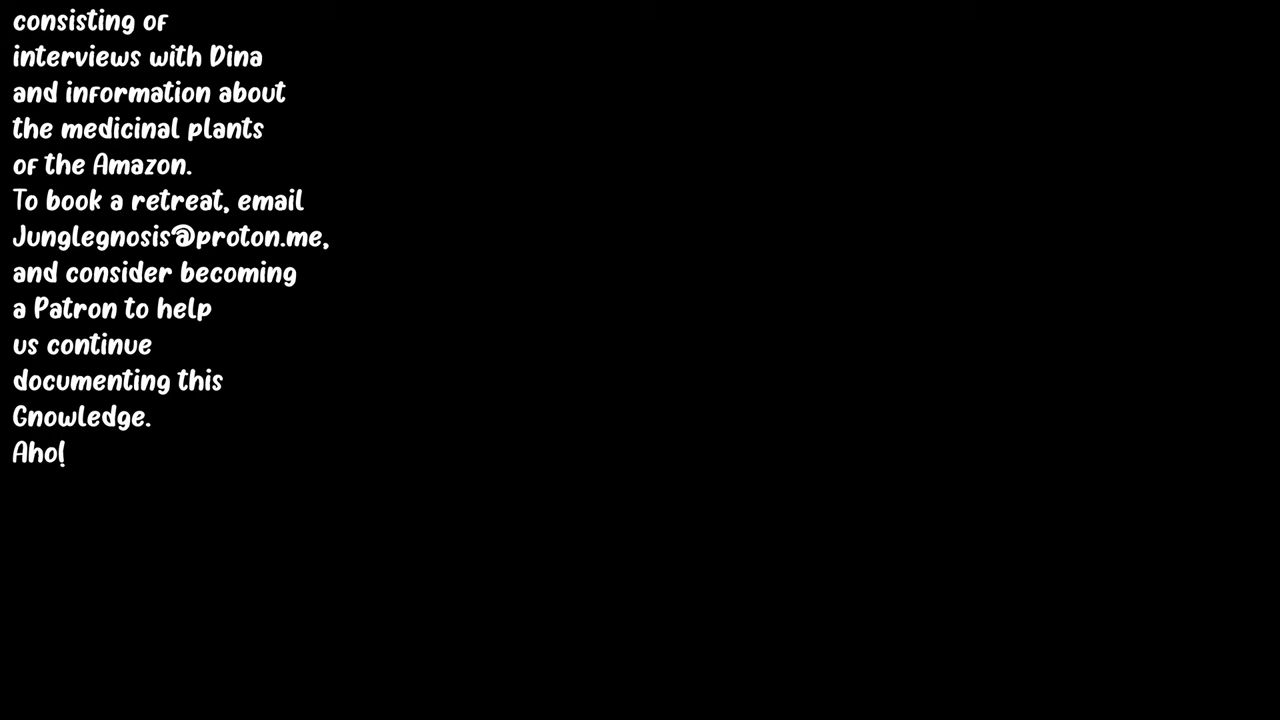 consisting of
interviews with Dina
and information about
the medicinal plants
of the Amazon.
To book a retreat, email
Junglegnosis@proton.me,
and consider becoming
a Patron to help
us continue
documenting this
Gnowledge.
Aho!